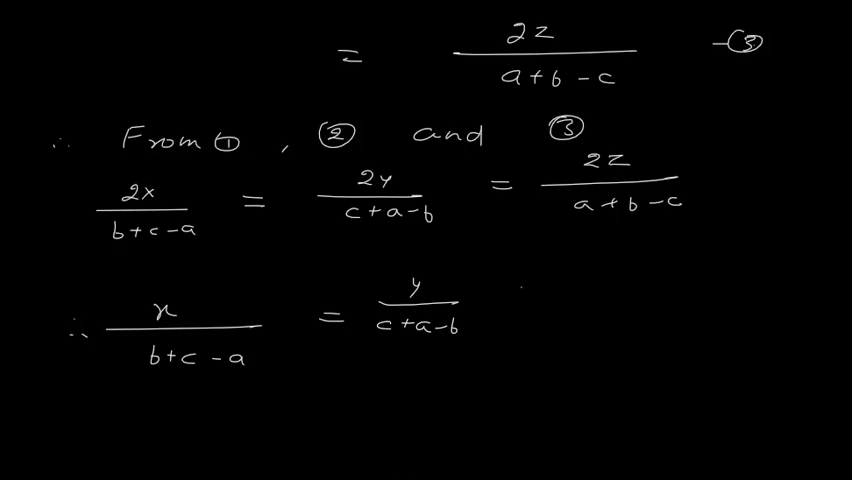 = 2z / a+b-c -③
∴ From ①, ② and ③
2x / b+c-a = 2y / c+a-b = 2z / a+b-c
∴ x / b+c-a = y / c+a-b